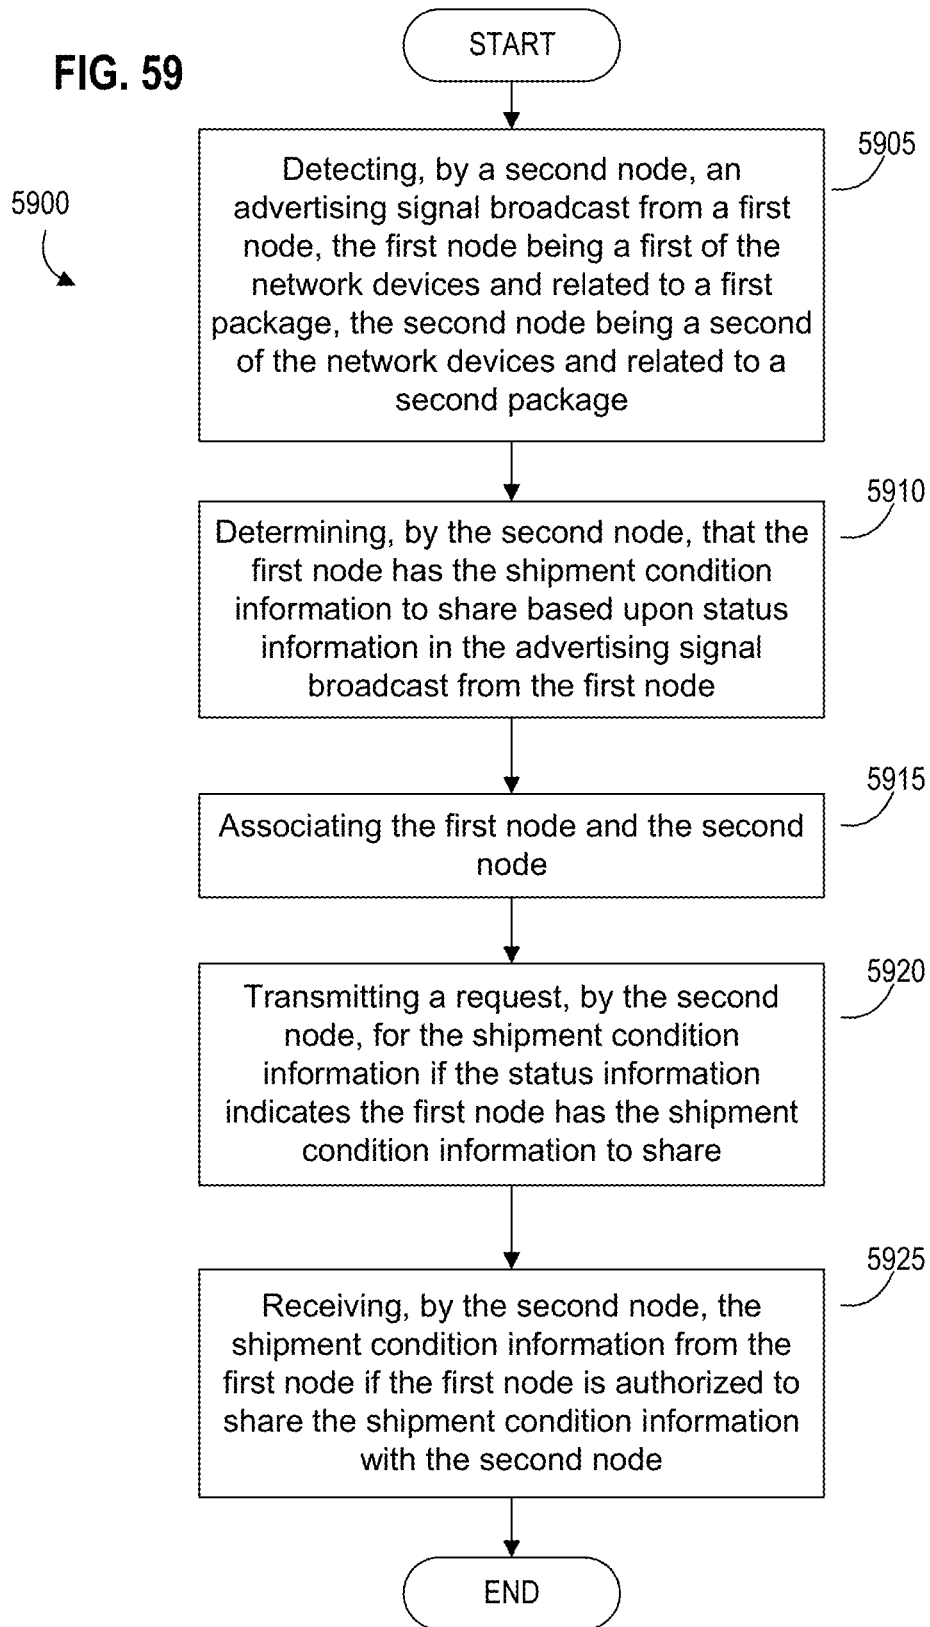 START
FIG. 59
5900
5905
Detecting, by a second node, an
advertising signal broadcast from a first
node, the first node being a first of the
network devices and related to a first
package, the second node being a second
of the network devices and related to a
second package
5910
Determining, by the second node, that the
first node has the shipment condition
information to share based upon status
information in the advertising signal
broadcast from the first node
5915
Associating the first node and the second
node
5920
Transmitting a request, by the second
node, for the shipment condition
information if the status information
indicates the first node has the shipment
condition information to share
5925
Receiving, by the second node, the
shipment condition information from the
first node if the first node is authorized to
share the shipment condition information
with the second node
END